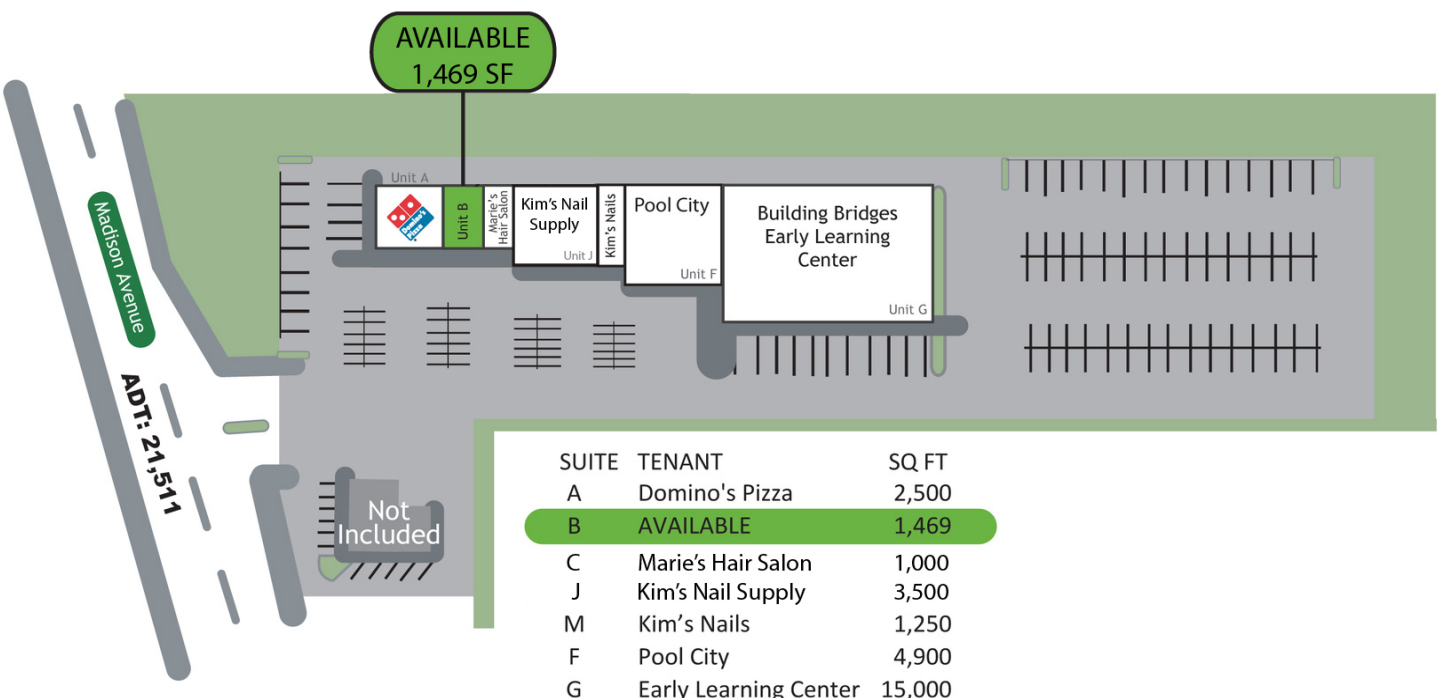 AVAILABLE
1,469 SF
Unit A
Domino's
Pizza
Unit B
Marie's
Hair Salon
Kim's Nail
Supply
Unit J
Kim's Nails
Pool City
Unit F
Building Bridges
Early Learning
Center
Unit G
Madison Avenue
ADT: 21,511
Not
Included
SUITE TENANT SQ FT
A Domino's Pizza 2,500
B AVAILABLE 1,469
C Marie's Hair Salon 1,000
J Kim's Nail Supply 3,500
M Kim's Nails 1,250
F Pool City 4,900
G Early Learning Center 15,000